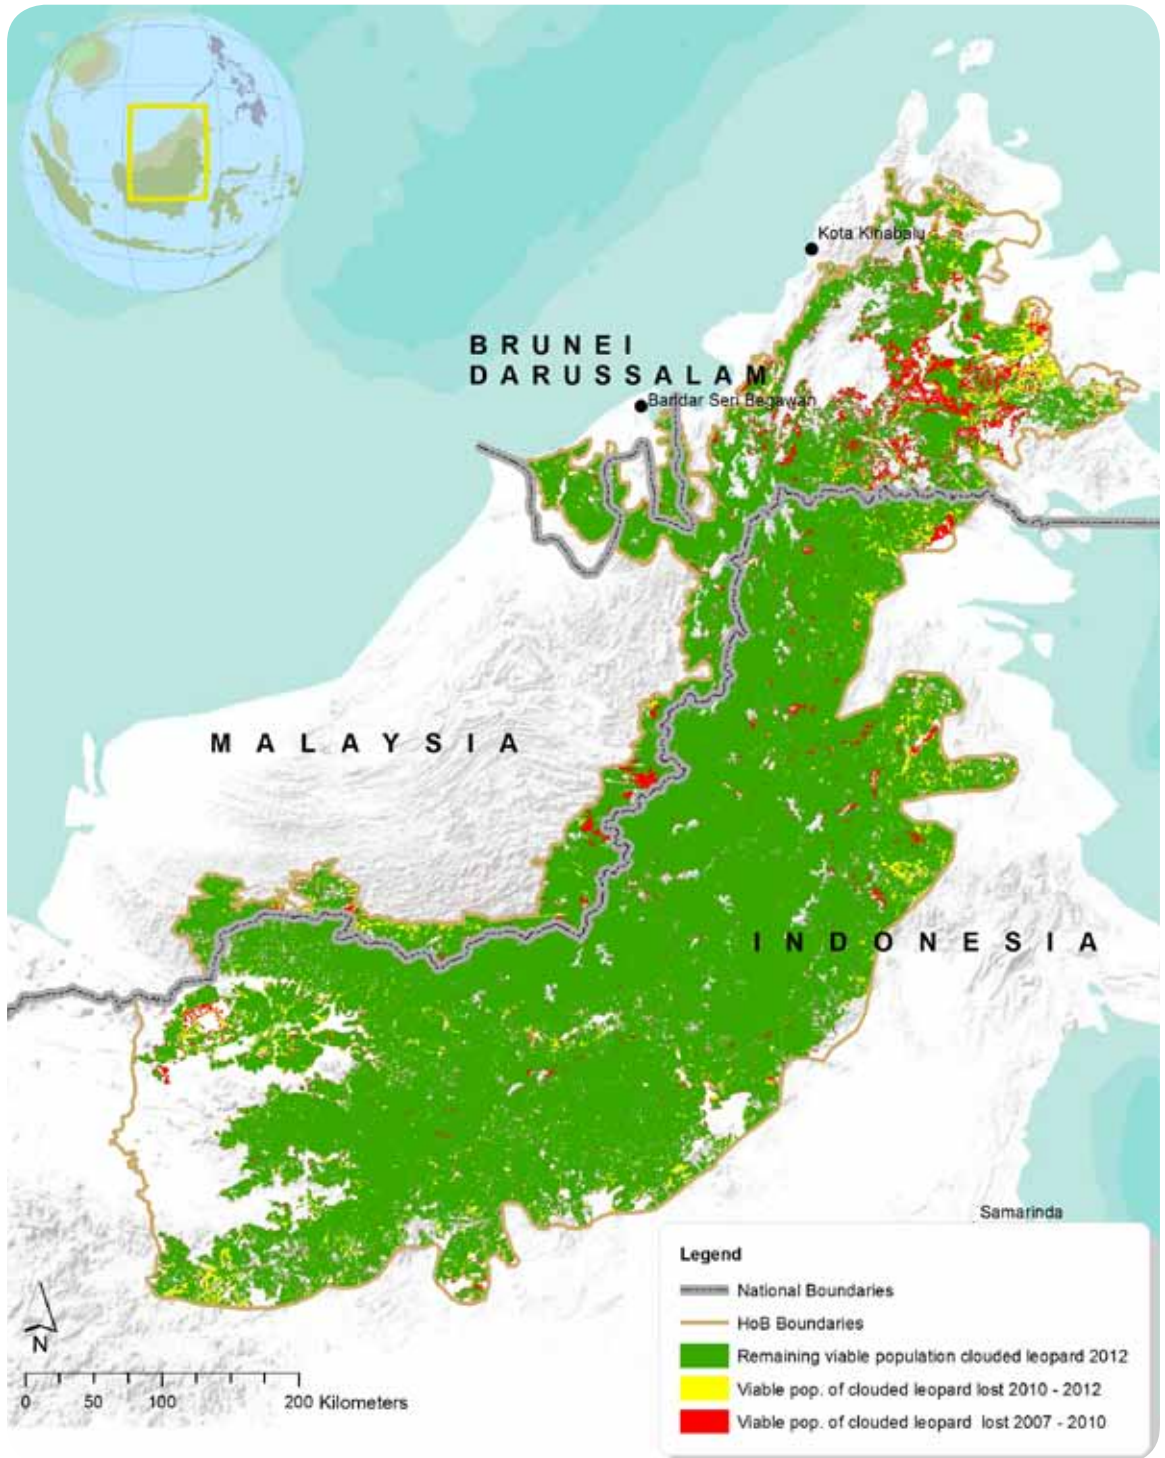 Kota Kinabalu
BRUNEI
DARUSSALAM
Bandar Seri Begawan
MALAYSIA
INDONESIA
Samarinda
Legend
National Boundaries
HoB Boundaries
Remaining viable population clouded leopard 2012
Viable pop. of clouded leopard lost 2010 - 2012
Viable pop. of clouded leopard lost 2007 - 2010
N
0 50 100 200 Kilometers